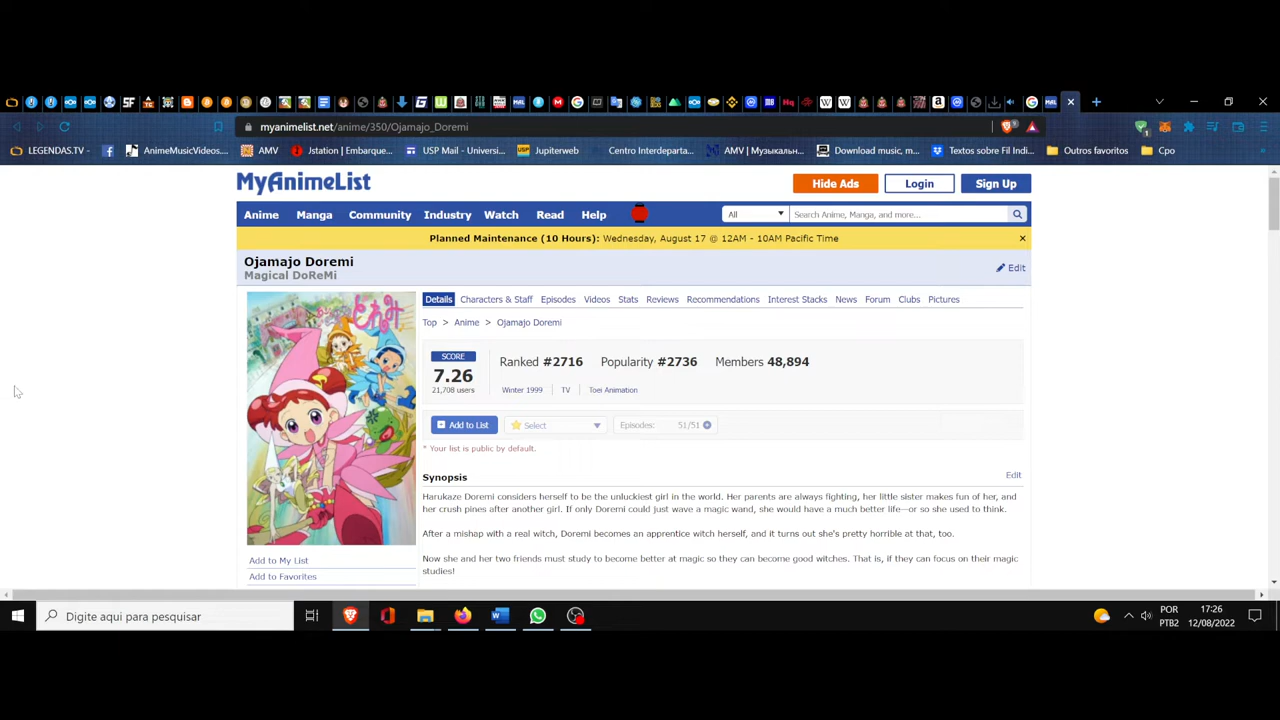 SF
MAL
Hq
W
W
a
MAL
myanimelist.net/anime/350/Ojamajo_Doremi
LEGENDAS.TV -
AnimeMusicVideos....
AMV
Jstation | Embarque...
USP Mail - Universi...
Jupiterweb
Centro Interdeparta...
AMV | Музыкальн...
Download music, m...
Textos sobre Fil Indi...
Outros favoritos
Cpo
MyAnimeList
Hide Ads
Login
Sign Up
Anime Manga Community Industry Watch Read Help
All
Search Anime, Manga, and more...
Planned Maintenance (10 Hours): Wednesday, August 17 @ 12AM - 10AM Pacific Time
Ojamajo Doremi
Magical DoReMi
Edit
Details Characters & Staff Episodes Videos Stats Reviews Recommendations Interest Stacks News Forum Clubs Pictures
Top > Anime > Ojamajo Doremi
SCORE
7.26
21,708 users
Ranked #2716 Popularity #2736 Members 48,894
Winter 1999 TV Toei Animation
Add to List
Select
Episodes: 51/51
* Your list is public by default.
Synopsis
Edit
Harukaze Doremi considers herself to be the unluckiest girl in the world. Her parents are always fighting, her little sister makes fun of her, and
her crush pines after another girl. If only Doremi could just wave a magic wand, she would have a much better life—or so she used to think.
After a mishap with a real witch, Doremi becomes an apprentice witch herself, and it turns out she's pretty horrible at that, too.
Now she and her two friends must study to become better at magic so they can become good witches. That is, if they can focus on their magic
studies!
Add to My List
Add to Favorites
Digite aqui para pesquisar
POR
PTB2
17:26
12/08/2022